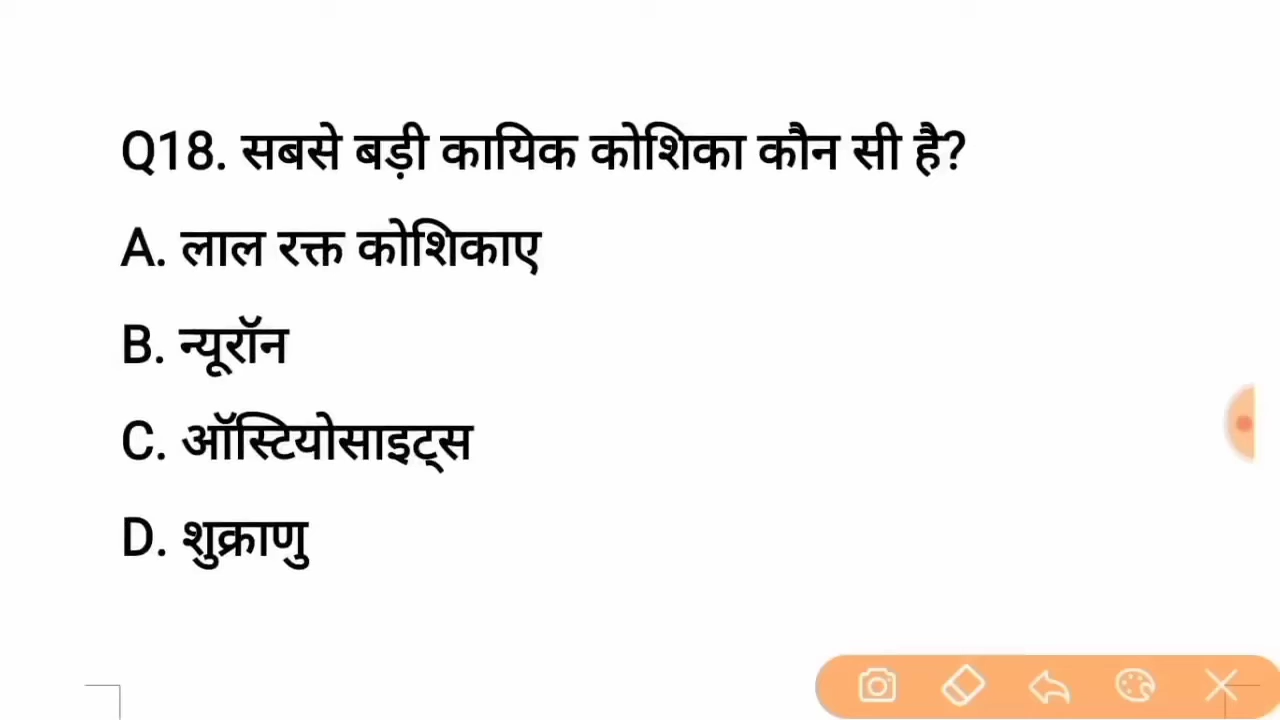 Q18. सबसे बड़ी कायिक कोशिका कौन सी है?
A. लाल रक्त कोशिकाए
B. न्यूरॉन
C. ऑस्टियोसाइट्स
D. शुक्राणु